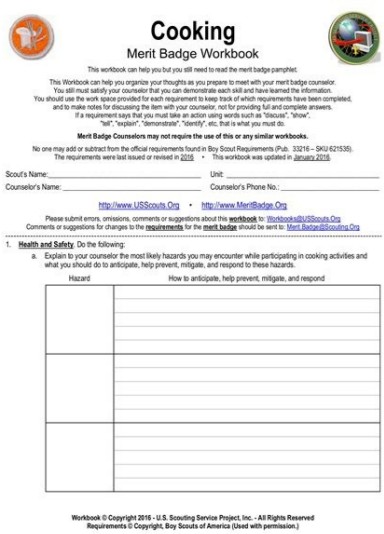 Cooking
Merit Badge Workbook
This workbook can help you but you still need to read the merit badge pamphlet.
This Workbook can help you organize your thoughts as you prepare to meet with your merit badge counselor.
You still must satisfy your counselor that you can demonstrate each skill and have learned the information.
You should use the work space provided for each requirement to keep track of which requirements have been completed,
and to make notes for discussing the item with your counselor, not for providing full and complete answers.
If a requirement says that you must take an action using words such as "discuss", "show",
"tell", "explain", "demonstrate", "identify", etc, that is what you must do.
Merit Badge Counselors may not require the use of this or any similar workbooks.
No one may add or subtract from the official requirements found in Boy Scout Requirements (Pub. 33216 – SKU 621535).
The requirements were last issued or revised in 2016 • This workbook was updated in January 2016.
Scout's Name: Unit:
Counselor's Name: Counselor's Phone No.:
http://www.USScouts.Org • http://www.MeritBadge.Org
Please submit errors, omissions, comments or suggestions about this workbook to: Workbooks@USScouts.Org
Comments or suggestions for changes to the requirements for the merit badge should be sent to: Merit.Badge@Scouting.Org
1. Health and Safety. Do the following:
a. Explain to your counselor the most likely hazards you may encounter while participating in cooking activities and
what you should do to anticipate, help prevent, mitigate, and respond to these hazards.
Hazard How to anticipate, help prevent, mitigate, and respond
Workbook © Copyright 2016 - U.S. Scouting Service Project, Inc. - All Rights Reserved
Requirements © Copyright, Boy Scouts of America (Used with permission.)